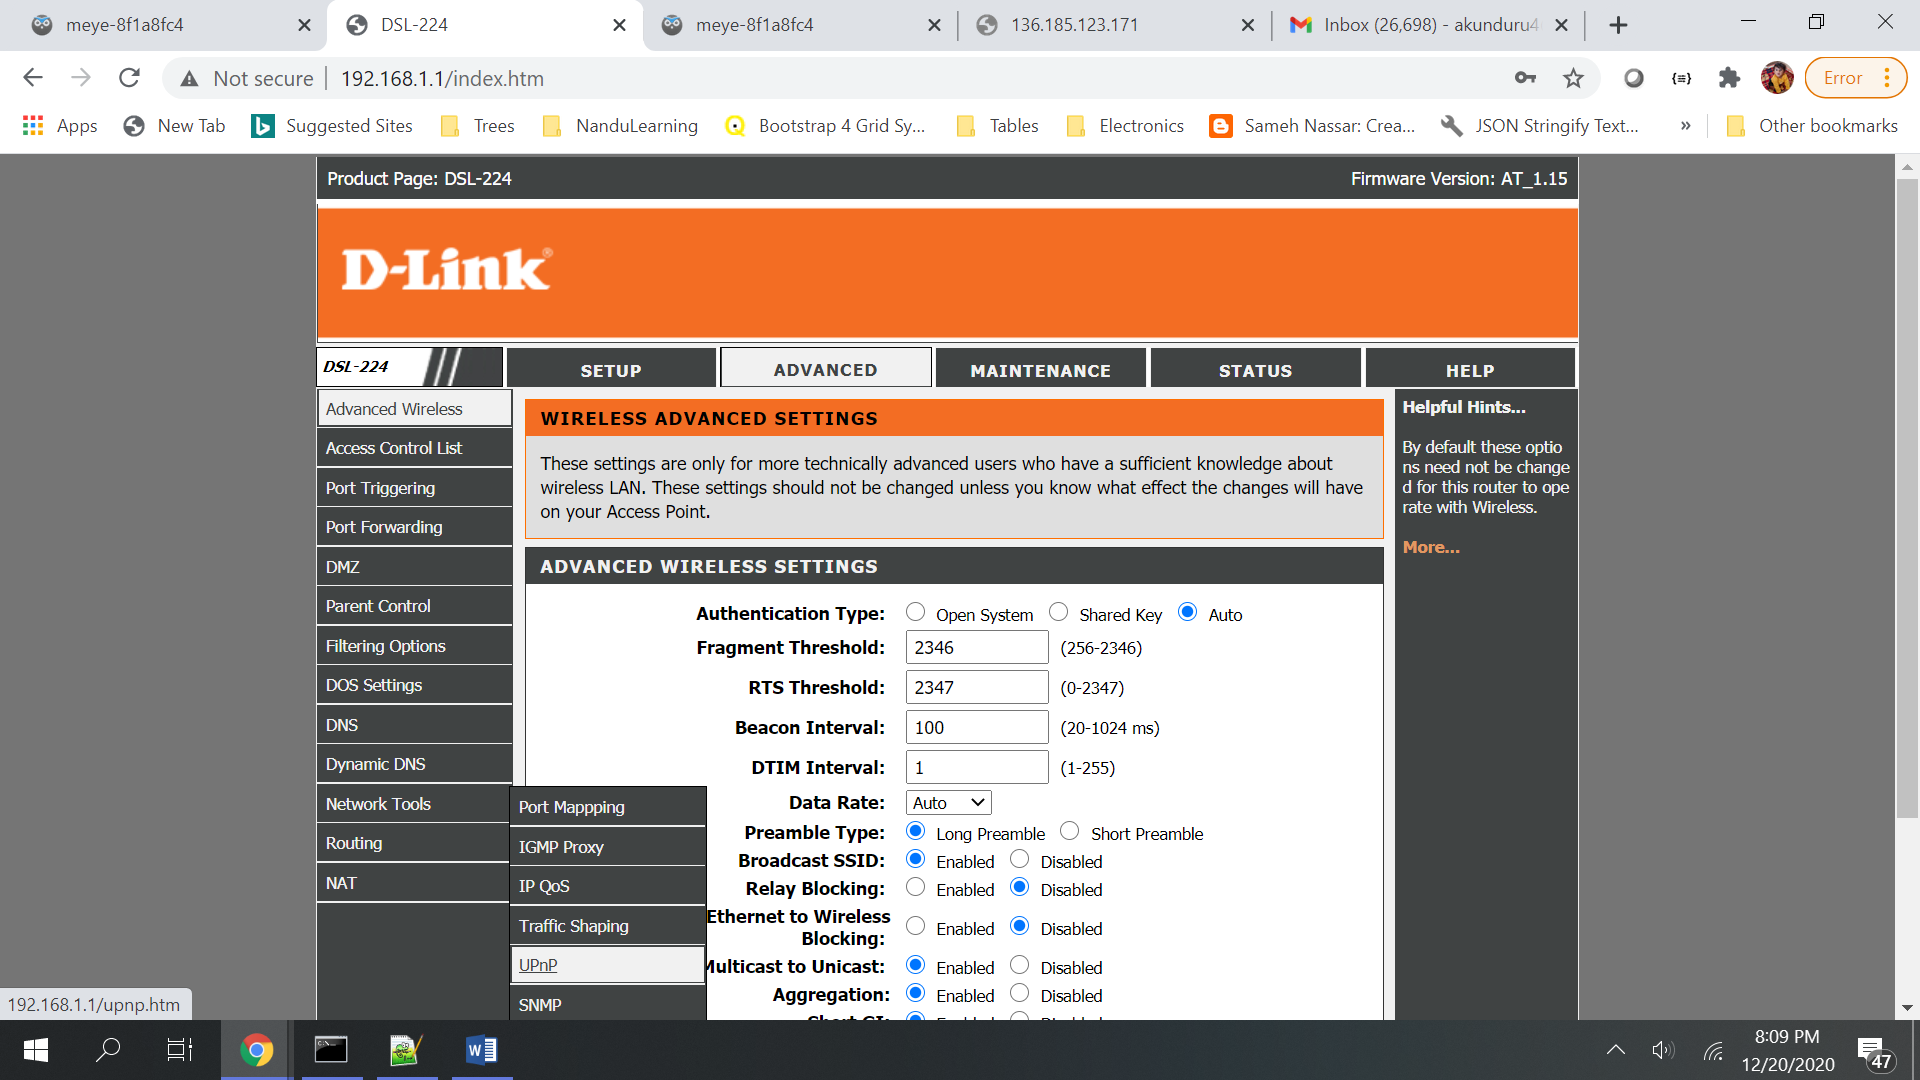 meye-8f1a8fc4
DSL-224
meye-8f1a8fc4
136.185.123.171
Inbox (26,698) - akunduru4
Not secure
192.168.1.1/index.htm
Error
Apps
New Tab
Suggested Sites
Trees
NanduLearning
Bootstrap 4 Grid Sy...
Tables
Electronics
Sameh Nassar: Crea...
JSON Stringify Text...
»
Other bookmarks
Product Page: DSL-224
Firmware Version: AT_1.15
D-Link®
DSL-224
SETUP
ADVANCED
MAINTENANCE
STATUS
HELP
Advanced Wireless
Access Control List
Port Triggering
Port Forwarding
DMZ
Parent Control
Filtering Options
DOS Settings
DNS
Dynamic DNS
Network Tools
Routing
NAT
Port Mappping
IGMP Proxy
IP QoS
Traffic Shaping
UPnP
SNMP
WIRELESS ADVANCED SETTINGS
These settings are only for more technically advanced users who have a sufficient knowledge about
wireless LAN. These settings should not be changed unless you know what effect the changes will have
on your Access Point.
ADVANCED WIRELESS SETTINGS
Authentication Type: Open System Shared Key Auto
Fragment Threshold: 2346 (256-2346)
RTS Threshold: 2347 (0-2347)
Beacon Interval: 100 (20-1024 ms)
DTIM Interval: 1 (1-255)
Data Rate: Auto
Preamble Type: Long Preamble Short Preamble
Broadcast SSID: Enabled Disabled
Relay Blocking: Enabled Disabled
Ethernet to Wireless
Blocking: Enabled Disabled
Multicast to Unicast: Enabled Disabled
Aggregation: Enabled Disabled
Short GI: Enabled Disabled
Helpful Hints...
By default these optio
ns need not be change
d for this router to ope
rate with Wireless.
More...
192.168.1.1/upnp.htm
8:09 PM
12/20/2020
47